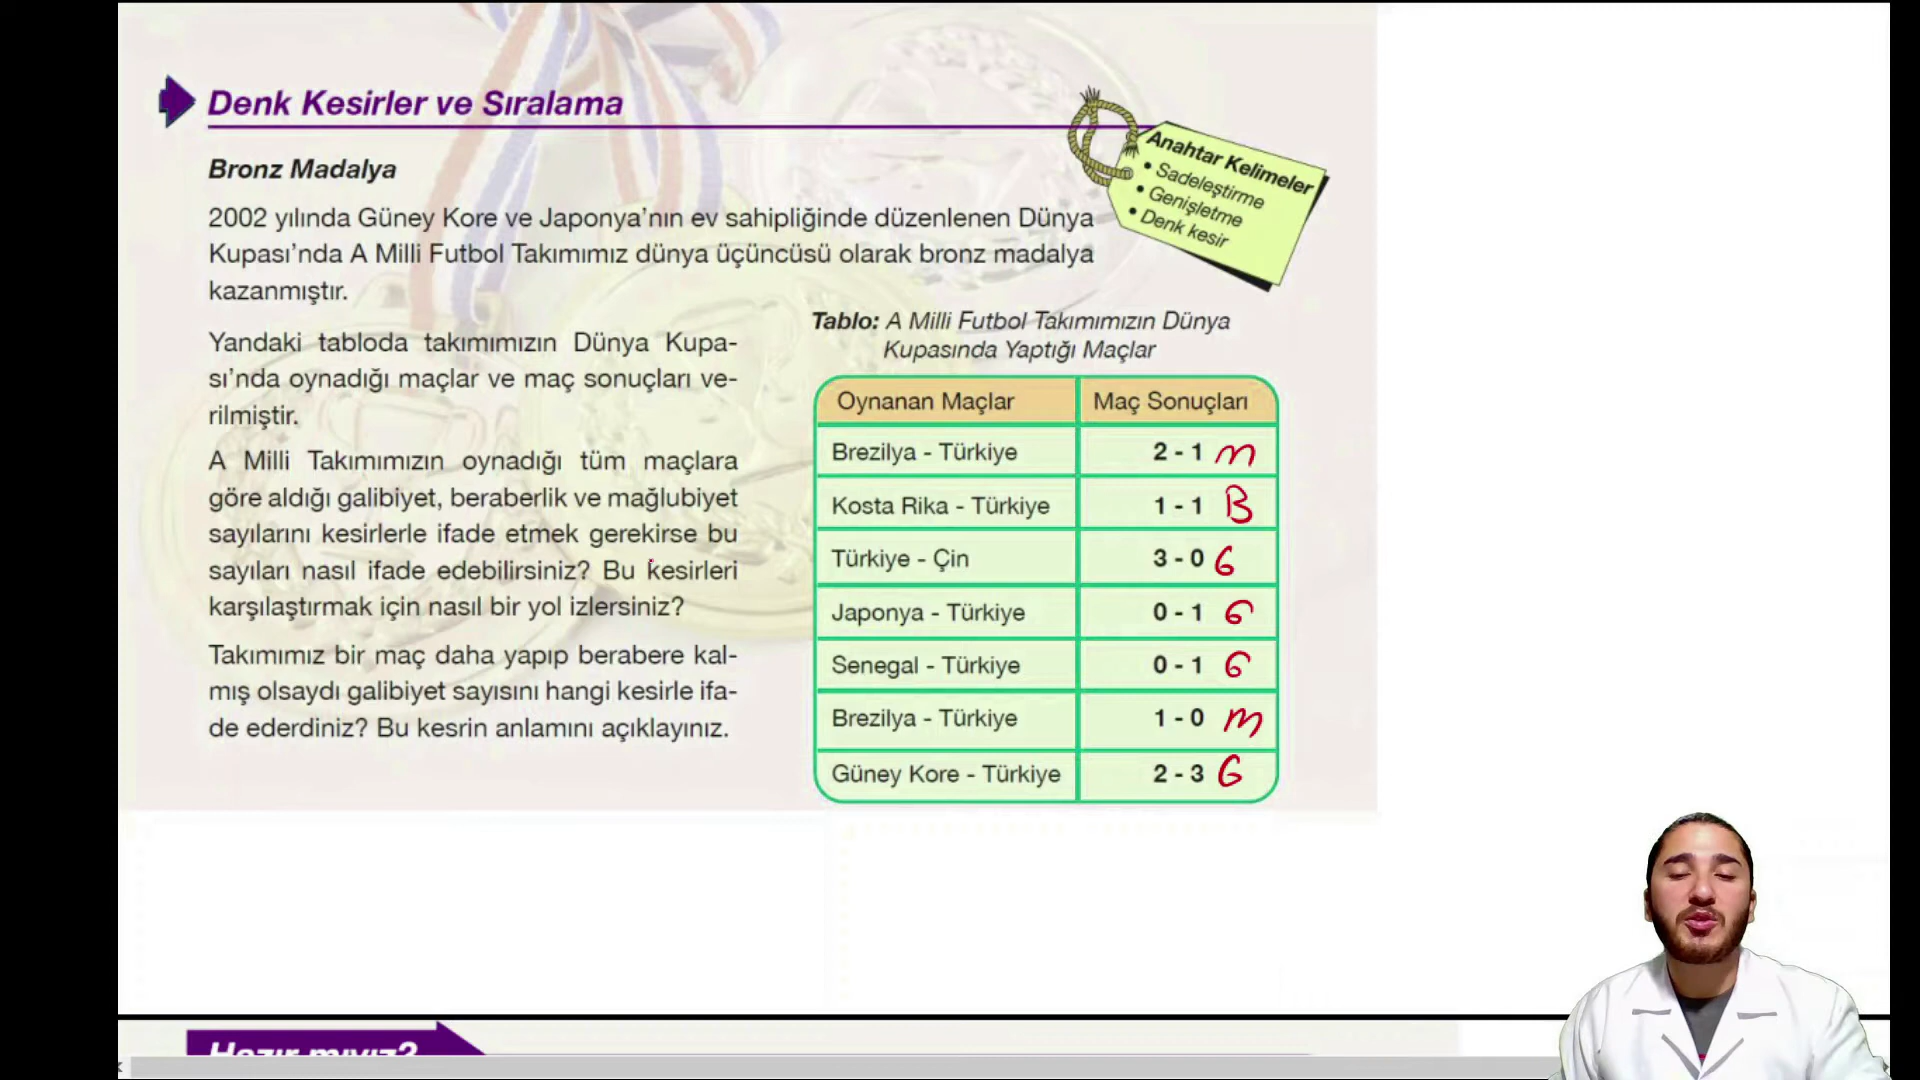 Denk Kesirler ve Sıralama
Anahtar Kelimeler
• Sadeleştirme
• Genişletme
• Denk kesir
Bronz Madalya
2002 yılında Güney Kore ve Japonya'nın ev sahipliğinde düzenlenen Dünya
Kupası'nda A Milli Futbol Takımımız dünya üçüncüsü olarak bronz madalya
kazanmıştır.
Yandaki tabloda takımımızın Dünya Kupa-
sı'nda oynadığı maçlar ve maç sonuçları ve-
rilmiştir.
A Milli Takımımızın oynadığı tüm maçlara
göre aldığı galibiyet, beraberlik ve mağlubiyet
sayılarını kesirlerle ifade etmek gerekirse bu
sayıları nasıl ifade edebilirsiniz? Bu kesirleri
karşılaştırmak için nasıl bir yol izlersiniz?
Takımımız bir maç daha yapıp berabere kal-
mış olsaydı galibiyet sayısını hangi kesirle ifa-
de ederdiniz? Bu kesrin anlamını açıklayınız.
Tablo: A Milli Futbol Takımımızın Dünya
Kupasında Yaptığı Maçlar
Oynanan Maçlar Maç Sonuçları
Brezilya - Türkiye 2 - 1 m
Kosta Rika - Türkiye 1 - 1 B
Türkiye - Çin 3 - 0 G
Japonya - Türkiye 0 - 1 G
Senegal - Türkiye 0 - 1 G
Brezilya - Türkiye 1 - 0 m
Güney Kore - Türkiye 2 - 3 G
Hazır mıyız?